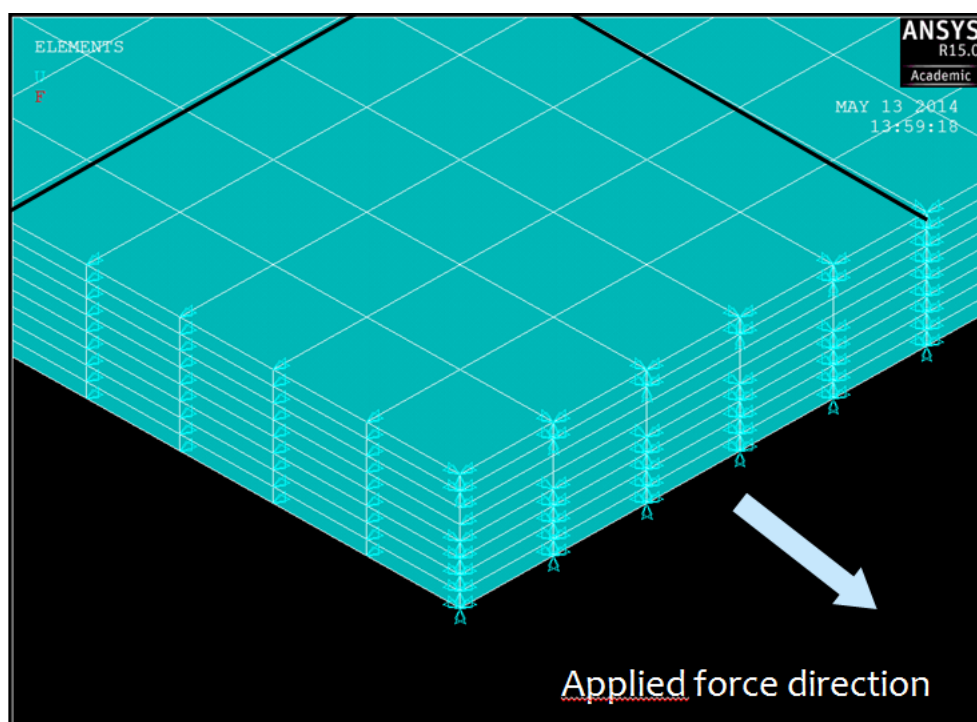 ELEMENTS
U
F
ANSYS
R15.0
Academic
MAY 13 2014
13:59:18
Applied force direction